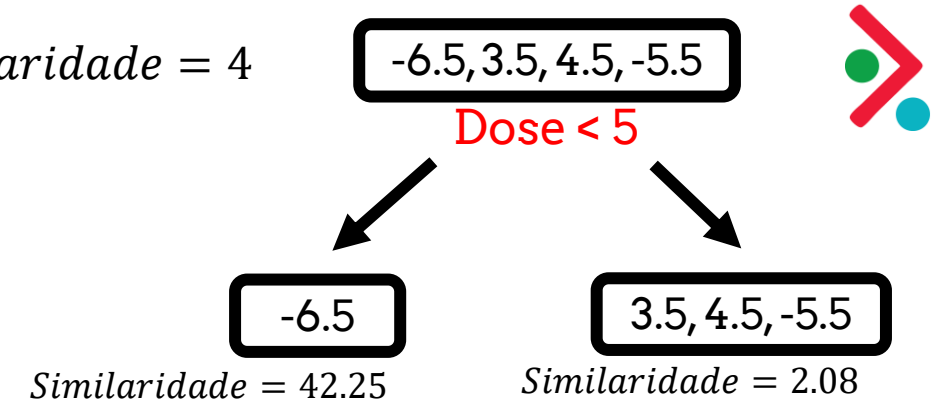 aridade = 4
-6.5, 3.5, 4.5, -5.5
Dose < 5
-6.5
3.5, 4.5, -5.5
Similaridade = 42.25
Similaridade = 2.08